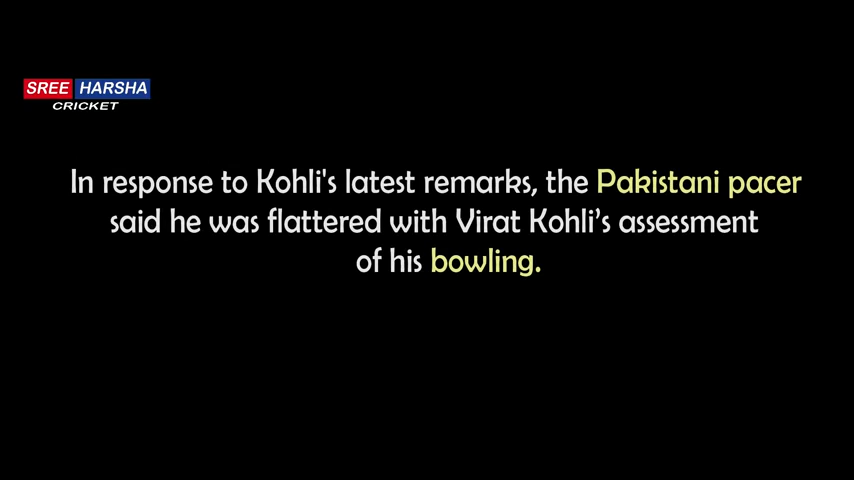 SREE HARSHA
CRICKET
In response to Kohli's latest remarks, the Pakistani pacer
said he was flattered with Virat Kohli’s assessment
of his bowling.